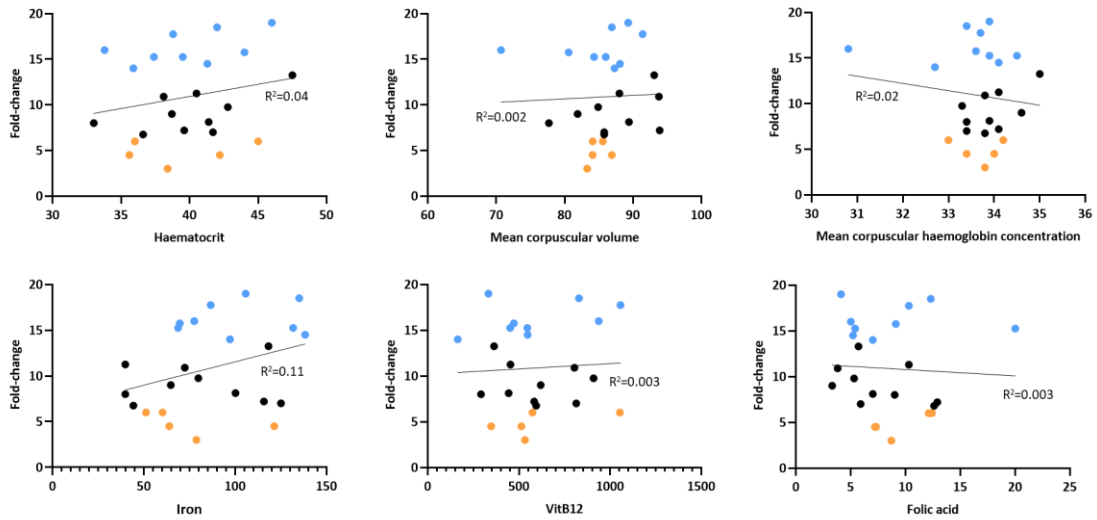 Fold-change
20
15
10
5
0
R²=0.04
30 35 40 45 50
Haematocrit
Fold-change
20
15
10
5
0
R²=0.002
60 70 80 90 100
Mean corpuscular volume
Fold-change
20
15
10
5
0
R²=0.02
30 32 33 34 35 36
Mean corpuscular haemoglobin concentration
Fold-change
20
15
10
5
0
R²=0.11
0 50 100 150
Iron
Fold-change
20
15
10
5
0
R²=0.003
0 500 1000 1500
VitB12
Fold-change
20
15
10
5
0
R²=0.003
0 5 10 15 20 25
Folic acid